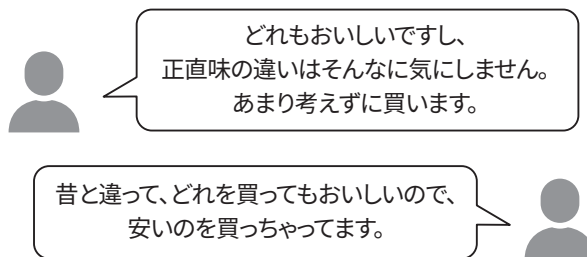 どれもおいしいですし、
正直味の違いはそんなに気にしません。
あまり考えずに買います。
昔と違って、どれを買ってもおいしいので、
安いのを買っちゃってます。